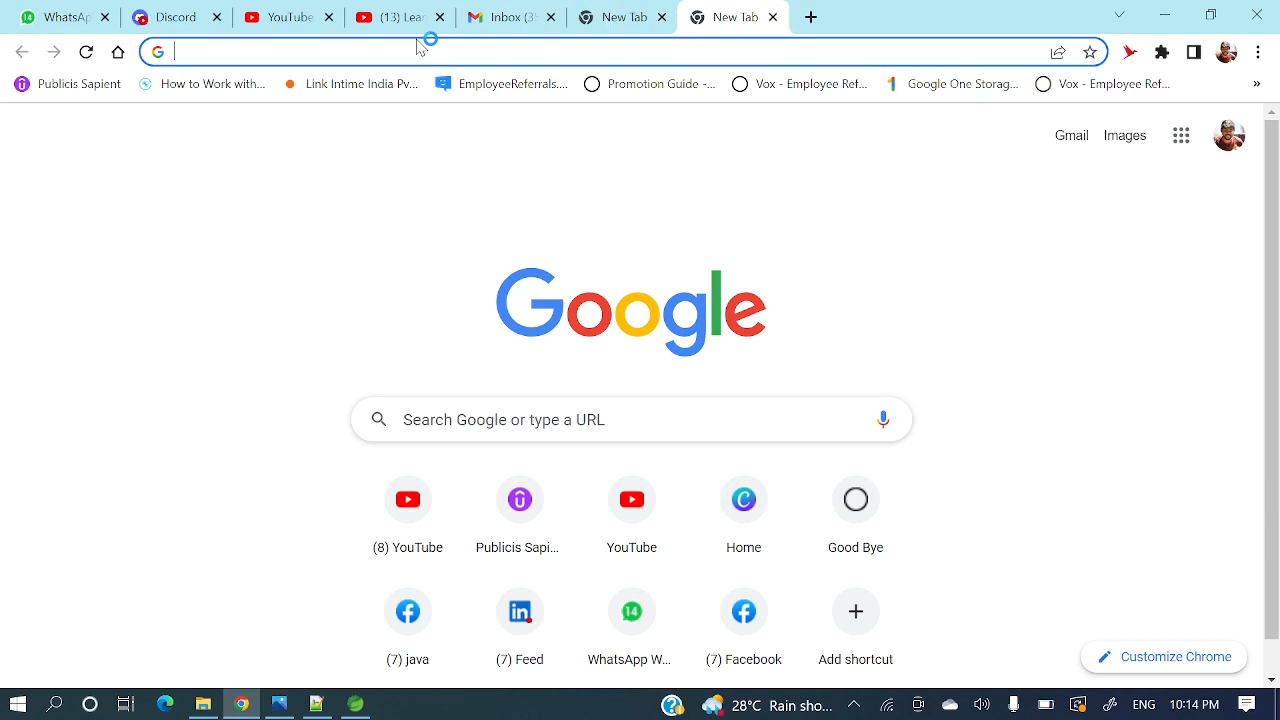 WhatsAp
Discord
YouTube
(13) Lear
Inbox (35
New Tab
New Tab
Publicis Sapient
How to Work with...
Link Intime India Pv...
EmployeeReferrals....
Promotion Guide -...
Vox - Employee Ref...
Google One Storag...
Vox - Employee Ref...
»
Gmail
Images
Google
Search Google or type a URL
(8) YouTube
Publicis Sapi...
YouTube
Home
Good Bye
(7) java
(7) Feed
WhatsApp W...
(7) Facebook
Add shortcut
Customize Chrome
28°C Rain sho...
ENG
10:14 PM